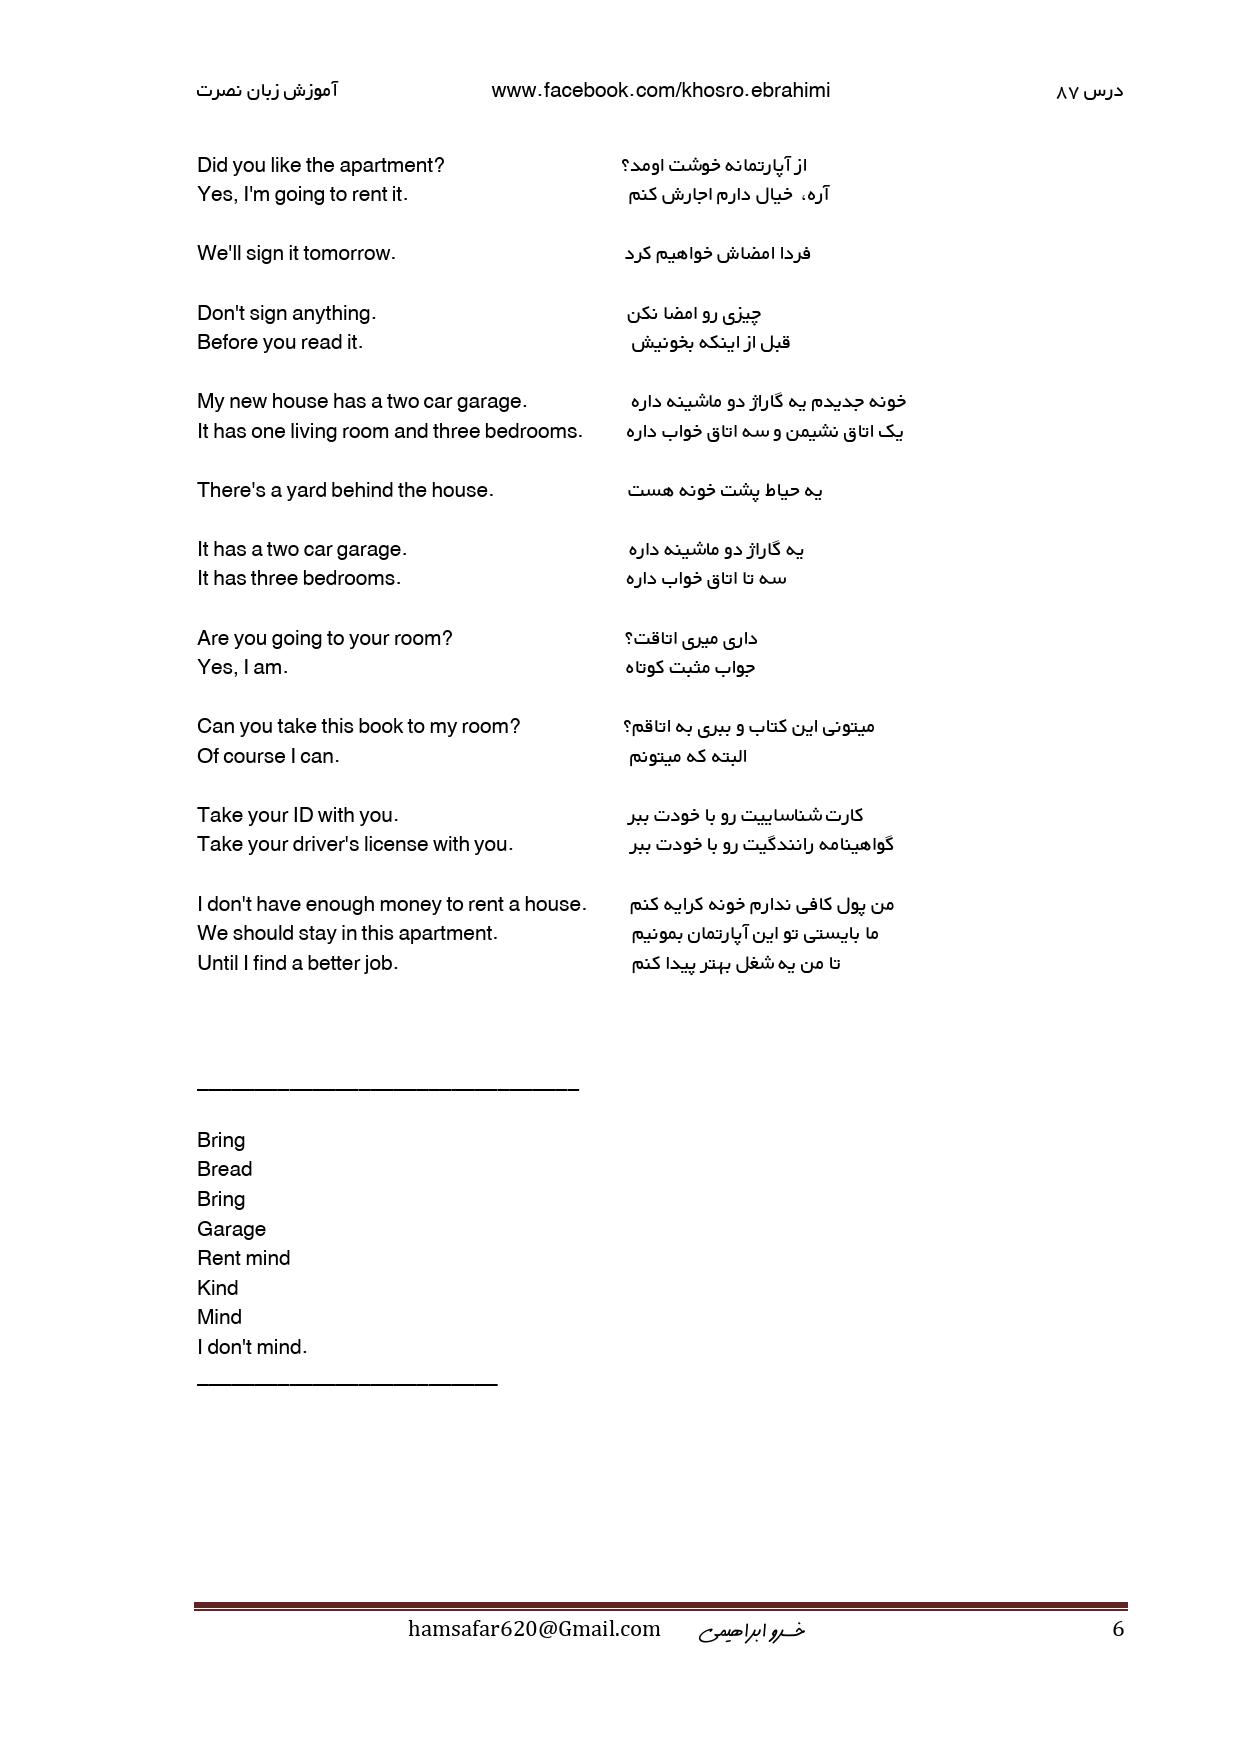 آموزش زبان نصرت www.facebook.com/khosro.ebrahimi درس ۸۷
Did you like the apartment? از آپارتمانه خوشت اومد؟
Yes, I'm going to rent it. آره، خیال دارم اجارش کنم
We'll sign it tomorrow. فردا امضاش خواهیم کرد
Don't sign anything. چیزی رو امضا نکن
Before you read it. قبل از اینکه بخونیش
My new house has a two car garage. خونه جدیدم یه گاراژ دو ماشینه داره
It has one living room and three bedrooms. یک اتاق نشیمن و سه اتاق خواب داره
There's a yard behind the house. یه حیاط پشت خونه هست
It has a two car garage. یه گاراژ دو ماشینه داره
It has three bedrooms. سه تا اتاق خواب داره
Are you going to your room? داری میری اتاقت؟
Yes, I am. جواب مثبت کوتاه
Can you take this book to my room? میتونی این کتاب و ببری به اتاقم؟
Of course I can. البته که میتونم
Take your ID with you. کارت شناساییت رو با خودت ببر
Take your driver's license with you. گواهینامه رانندگیت رو با خودت ببر
I don't have enough money to rent a house. من پول کافی ندارم خونه کرایه کنم
We should stay in this apartment. ما بایستی تو این آپارتمان بمونیم
Until I find a better job. تا من یه شغل بهتر پیدا کنم
Bring
Bread
Bring
Garage
Rent mind
Kind
Mind
I don't mind.
hamsafar620@Gmail.com خسرو ابراهیمی 6